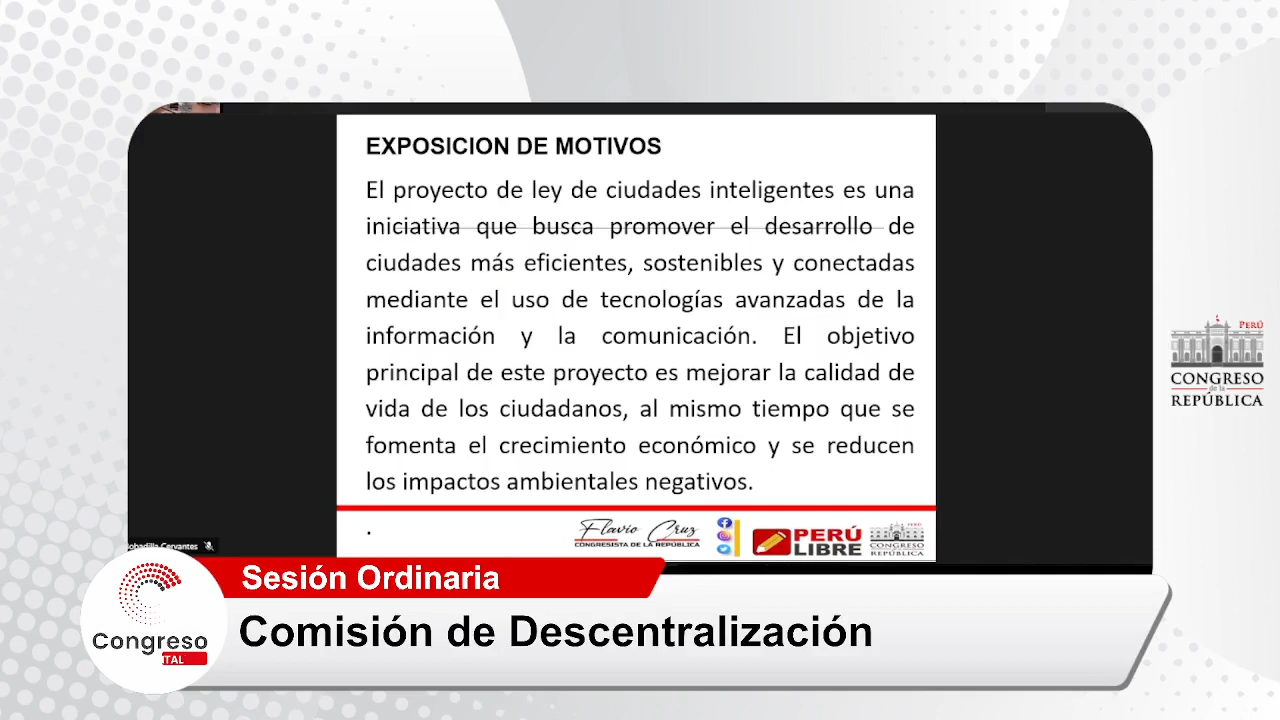 EXPOSICION DE MOTIVOS
El proyecto de ley de ciudades inteligentes es una
iniciativa que busca promover el desarrollo de
ciudades más eficientes, sostenibles y conectadas
mediante el uso de tecnologías avanzadas de la
información y la comunicación. El objetivo
principal de este proyecto es mejorar la calidad de
vida de los ciudadanos, al mismo tiempo que se
fomenta el crecimiento económico y se reducen
los impactos ambientales negativos.
.
Flavio Cruz
CONGRESISTA DE LA REPÚBLICA
PERÚ
LIBRE
PERÚ
CONGRESO
REPÚBLICA
Cervantes
Sesión Ordinaria
Comisión de Descentralización
Congreso
TAL
PERÚ
CONGRESO
de la
REPÚBLICA